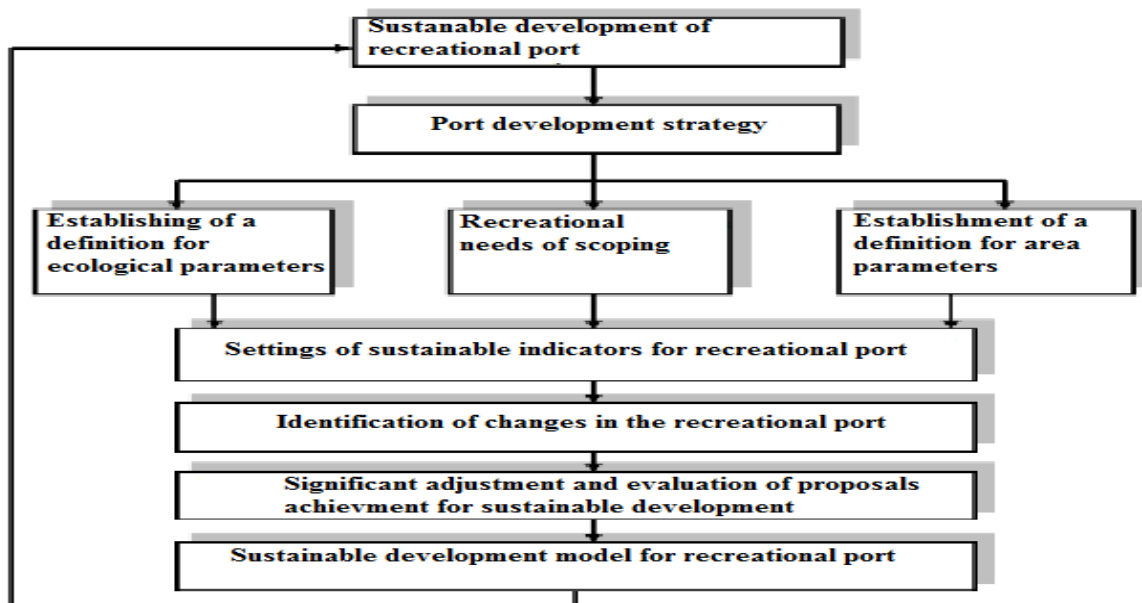 Sustanable development of
recreational port
Port development strategy
Establishing of a
definition for
ecological parameters
Recreational
needs of scoping
Establishment of a
definition for area
parameters
Settings of sustainable indicators for recreational port
Identification of changes in the recreational port
Significant adjustment and evaluation of proposals
achievment for sustainable development
Sustainable development model for recreational port